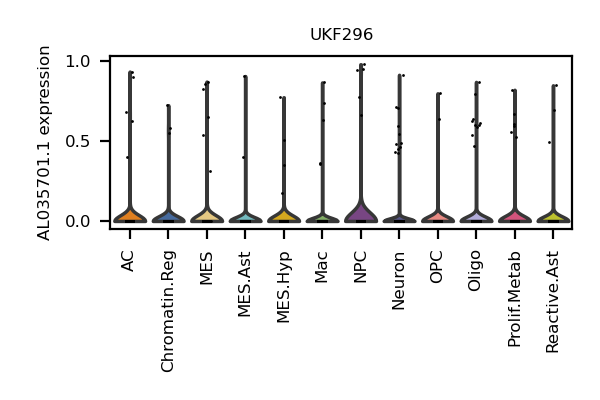 UKF296
AL035701.1 expression
1.0
0.5
0.0
AC
Chromatin.Reg
MES
MES.Ast
MES.Hyp
Mac
NPC
Neuron
OPC
Oligo
Prolif.Metab
Reactive.Ast